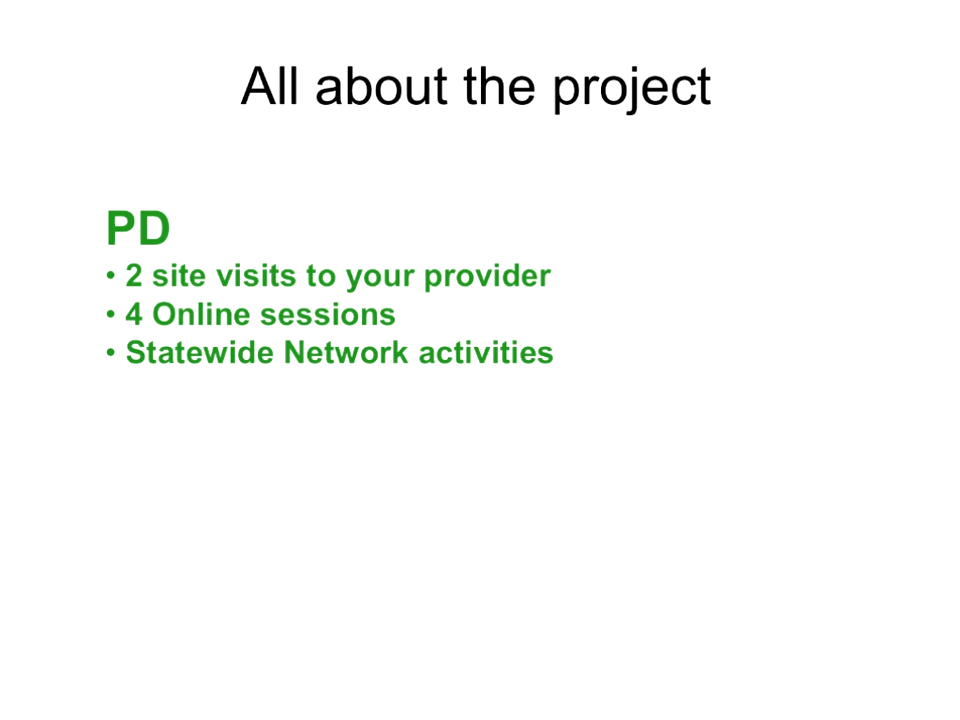 All about the project
PD
• 2 site visits to your provider
• 4 Online sessions
• Statewide Network activities